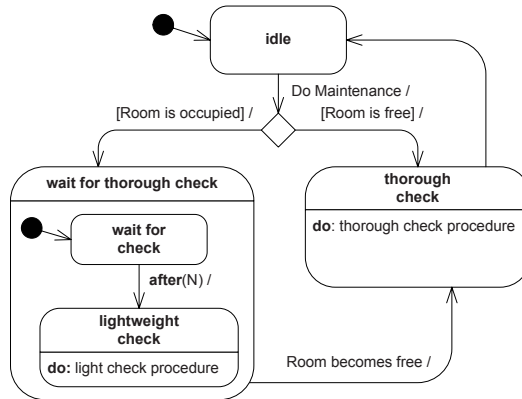 idle
Do Maintenance /
[Room is occupied] /
[Room is free] /
wait for thorough check
thorough
check
do: thorough check procedure
wait for
check
after(N) /
lightweight
check
do: light check procedure
Room becomes free /